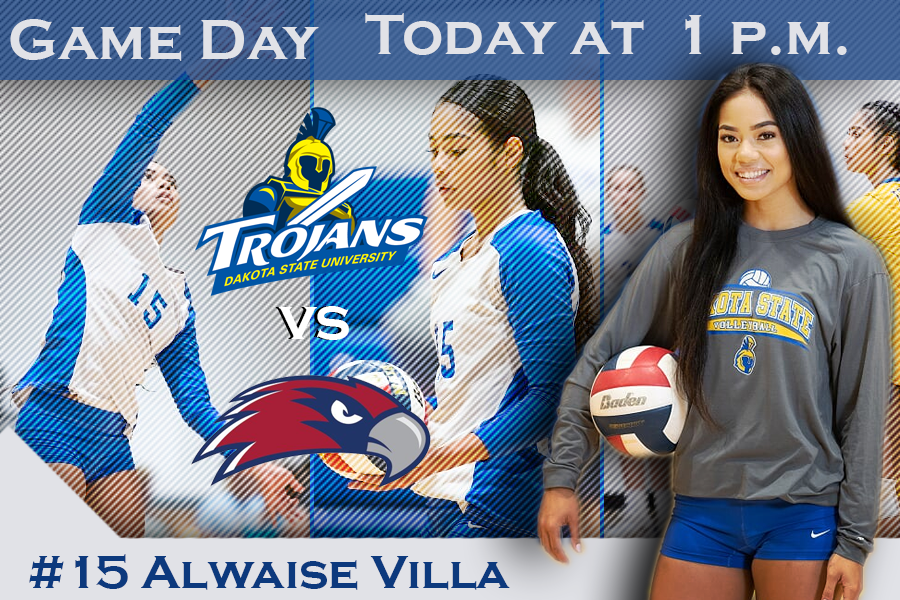 GAME DAY TODAY AT 1 P.M.
TROJANS
DAKOTA STATE UNIVERSITY
VS
15
5
KOTA STATE
VOLLEYBALL
Baden
#15 ALWAISE VILLA